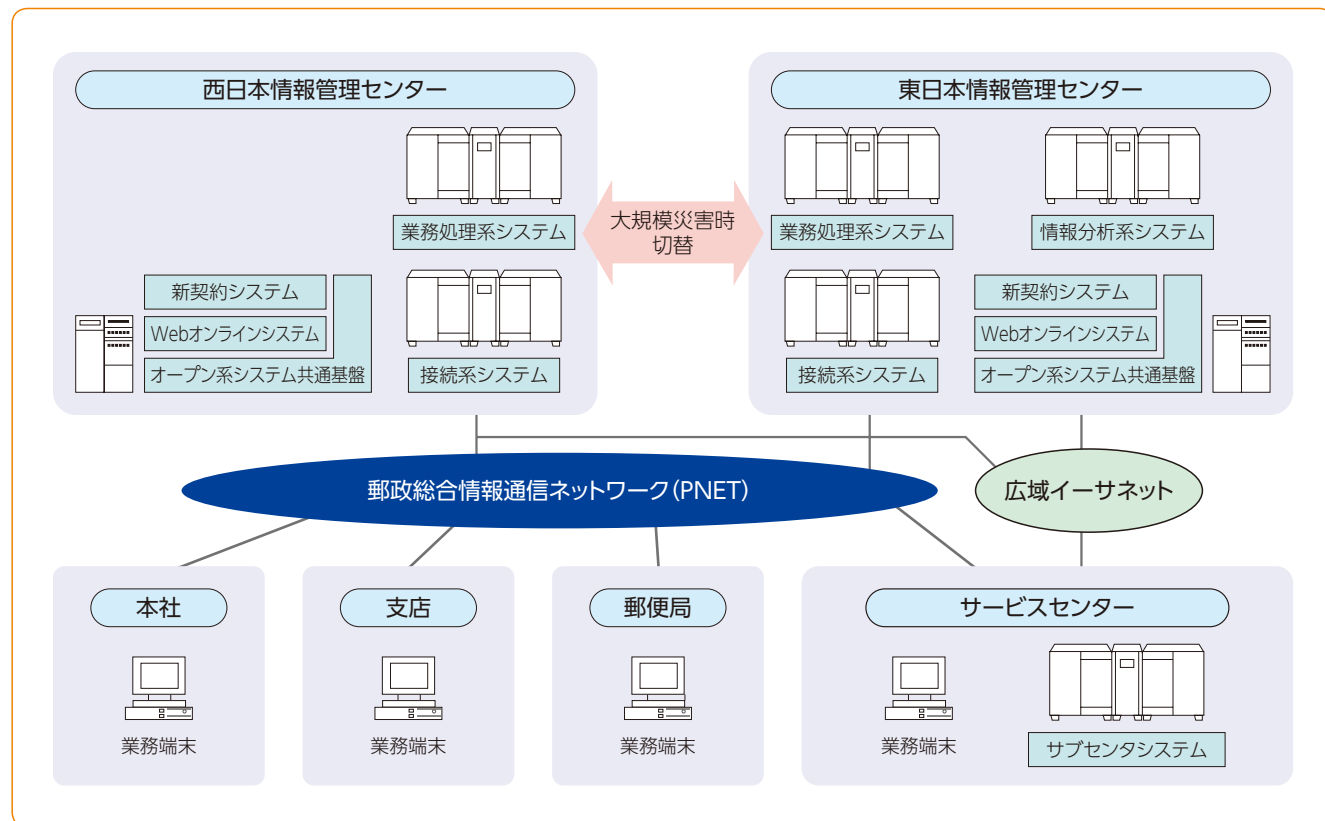 西日本情報管理センター
業務処理系システム
新契約システム
Webオンラインシステム
オープン系システム共通基盤
接続系システム
大規模災害時
切替
東日本情報管理センター
業務処理系システム
情報分析系システム
接続系システム
新契約システム
Webオンラインシステム
オープン系システム共通基盤
郵政総合情報通信ネットワーク(PNET)
広域イーサネット
本社
業務端末
支店
業務端末
郵便局
業務端末
サービスセンター
業務端末
サブセンタシステム